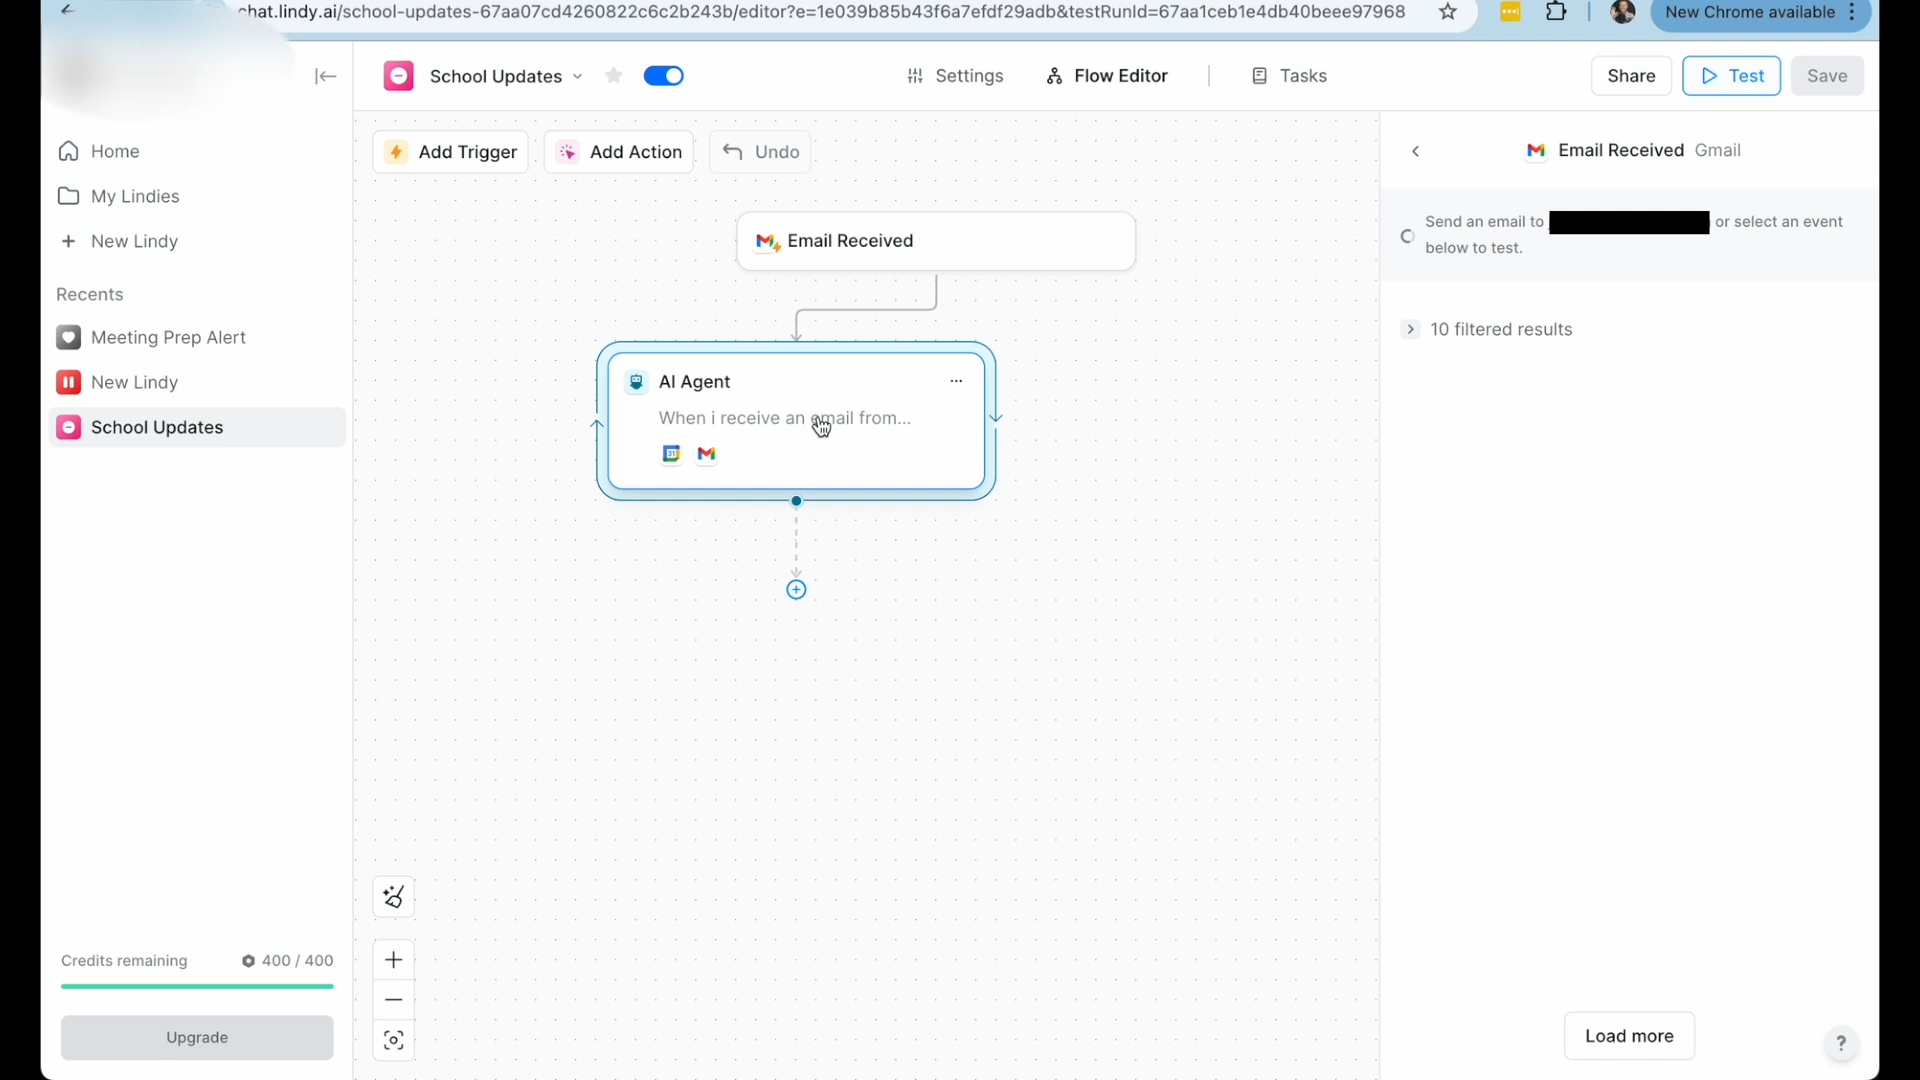 chat.lindy.ai/school-updates-67aa07cd4260822c6c2b243b/editor?e=1e039b85b43f6a7efdf29adb&testRunId=67aa1ceb1e4db40beee97968
New Chrome available
School Updates
Settings
Flow Editor
Tasks
Share
Test
Save
Home
My Lindies
New Lindy
Recents
Meeting Prep Alert
New Lindy
School Updates
Credits remaining
400 / 400
Upgrade
Add Trigger
Add Action
Undo
Email Received
AI Agent
When i receive an email from...
31
Email Received Gmail
Send an email to or select an event
below to test.
10 filtered results
Load more
?